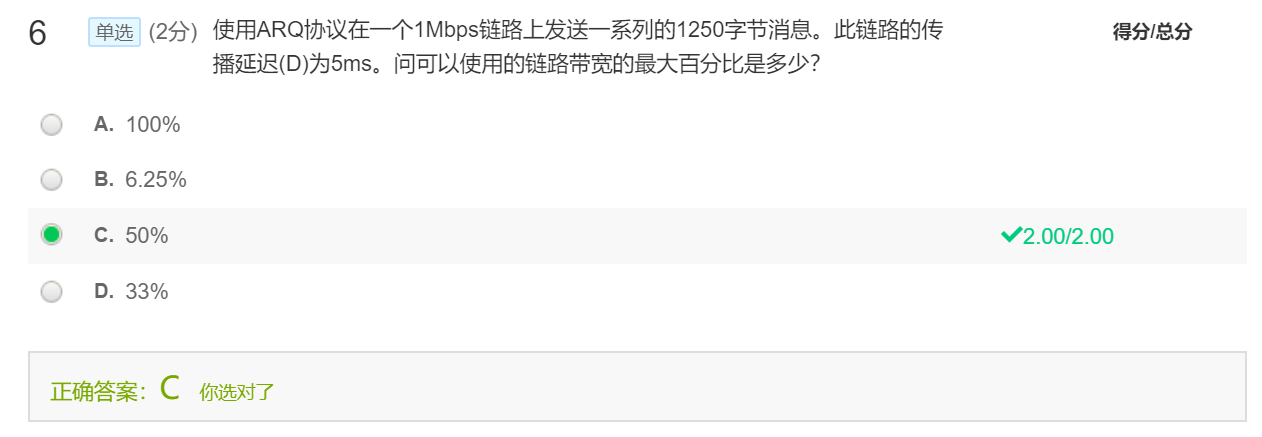 6 单选 (2分) 使用ARQ协议在一个1Mbps链路上发送一系列的1250字节消息。此链路的传 得分/总分
播延迟(D)为5ms。问可以使用的链路带宽的最大百分比是多少？
A. 100%
B. 6.25%
C. 50% 2.00/2.00
D. 33%
正确答案：C 你选对了